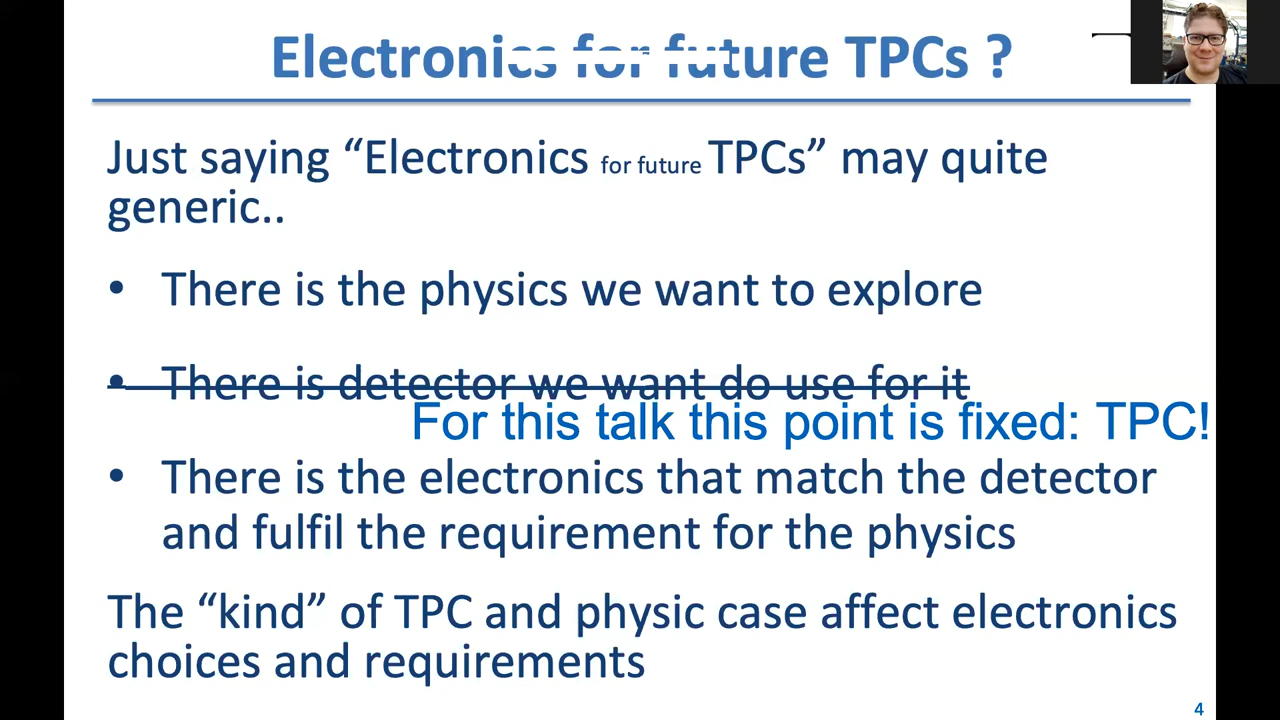 Electronics for future TPCs ?
Just saying “Electronics for future TPCs” may quite
generic..
• There is the physics we want to explore
• There is detector we want do use for it
For this talk this point is fixed: TPC!
• There is the electronics that match the detector
and fulfil the requirement for the physics
The “kind” of TPC and physic case affect electronics
choices and requirements
4